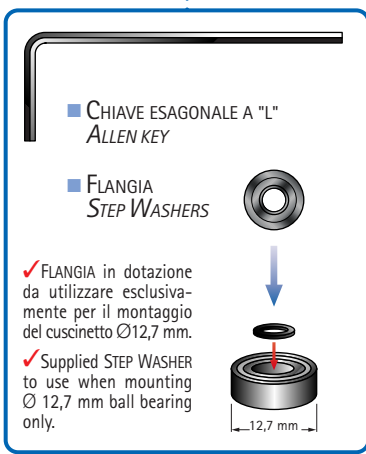 CHIAVE ESAGONALE A "L"
ALLEN KEY
FLANGIA
STEP WASHERS
✓FLANGIA in dotazione
da utilizzare esclusiva-
mente per il montaggio
del cuscinetto Ø12,7 mm.
✓Supplied STEP WASHER
to use when mounting
Ø 12,7 mm ball bearing
only.
12,7 mm